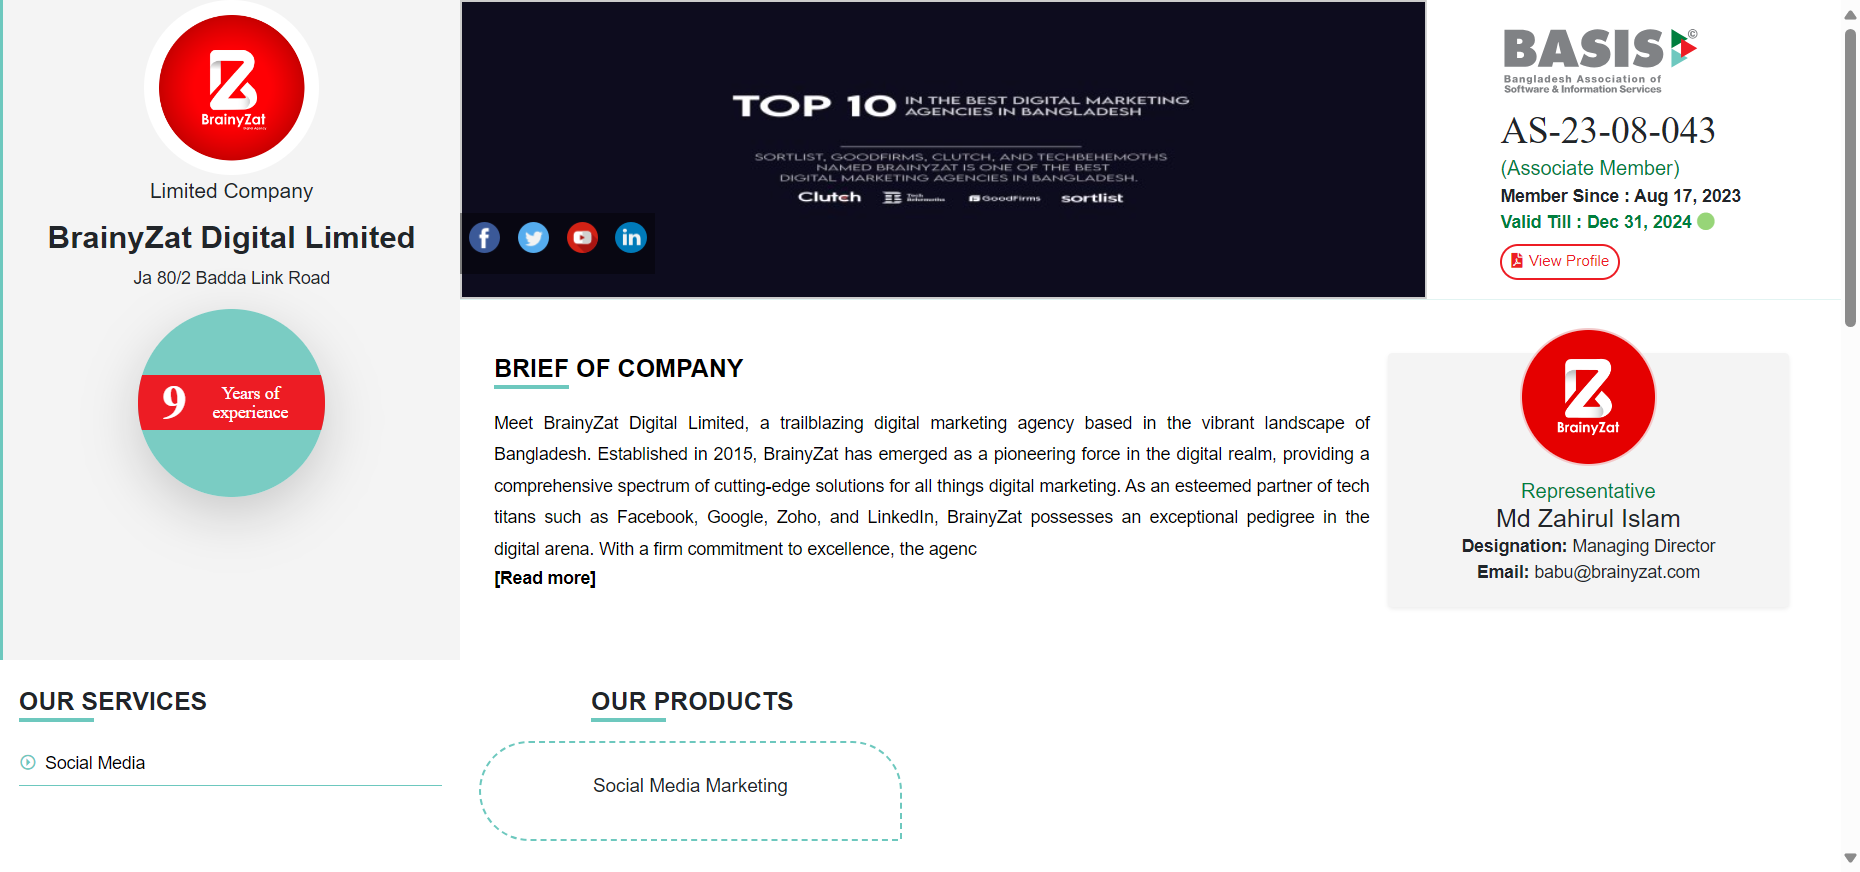 BrainyZat
Limited Company
BrainyZat Digital Limited
Ja 80/2 Badda Link Road
9
Years of
experience
TOP 10
IN THE BEST DIGITAL MARKETING
AGENCIES IN BANGLADESH
SORTLIST, GOODFIRMS, CLUTCH, AND TECHBEHEMOTHS
NAMED BRAINYZAT IS ONE OF THE BEST
DIGITAL MARKETING AGENCIES IN BANGLADESH.
Clutch
Tech
Behemoths
GoodFirms
sortlist
BASIS©
Bangladesh Association of
Software & Information Services
AS-23-08-043
(Associate Member)
Member Since : Aug 17, 2023
Valid Till : Dec 31, 2024
View Profile
BRIEF OF COMPANY
Meet BrainyZat Digital Limited, a trailblazing digital marketing agency based in the vibrant landscape of
Bangladesh. Established in 2015, BrainyZat has emerged as a pioneering force in the digital realm, providing a
comprehensive spectrum of cutting-edge solutions for all things digital marketing. As an esteemed partner of tech
titans such as Facebook, Google, Zoho, and LinkedIn, BrainyZat possesses an exceptional pedigree in the
digital arena. With a firm commitment to excellence, the agenc
[Read more]
BrainyZat
Representative
Md Zahirul Islam
Designation: Managing Director
Email: babu@brainyzat.com
OUR SERVICES
Social Media
OUR PRODUCTS
Social Media Marketing